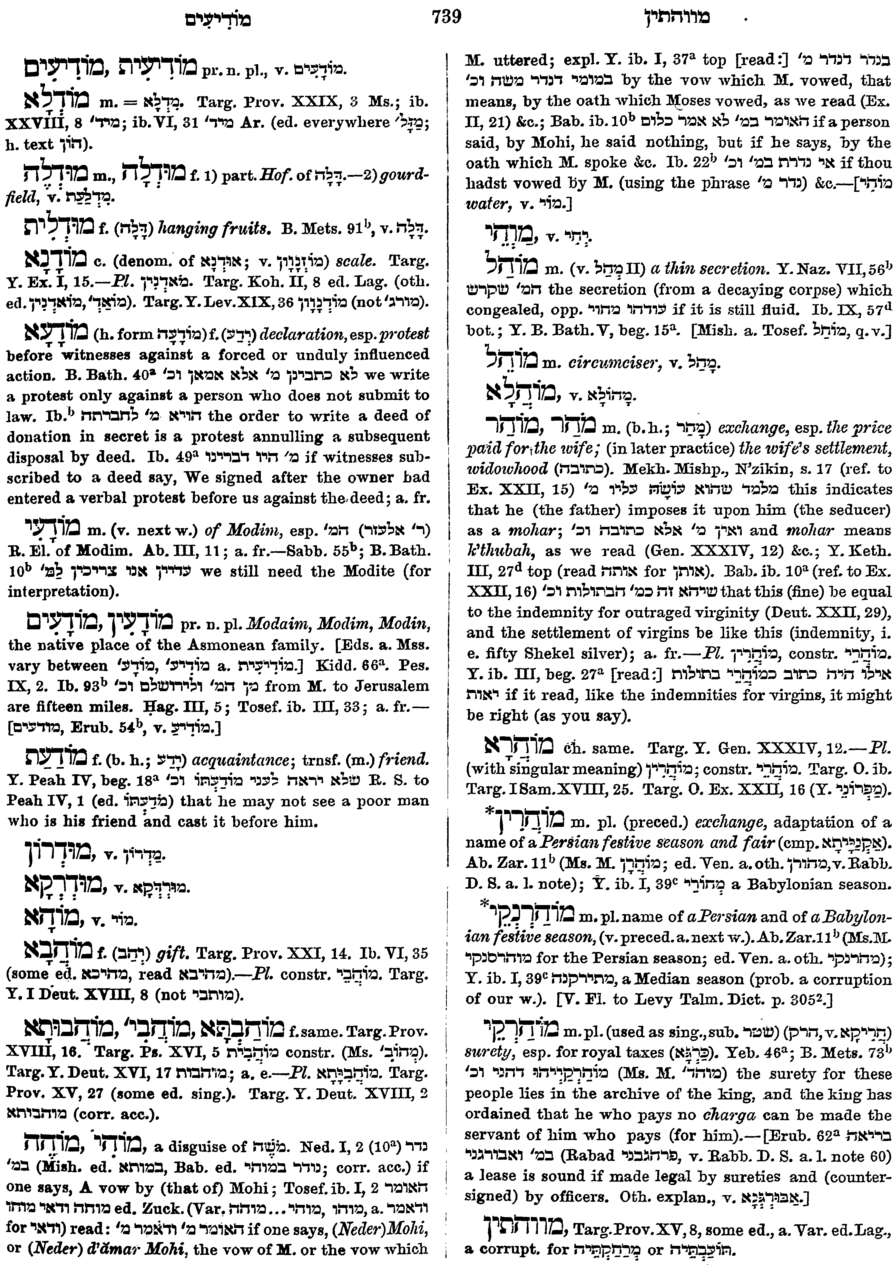 מודיעים 739 מווהתין
מוֹדִיעִית, מוֹדִיעִים pr. n. pl., v. מוֹדָעִים.
מוֹדְלָא m. = מַדְלָא. Targ. Prov. XXIX, 3 Ms.; ib.
XXVIII, 8 מיד'; ib. VI, 31 מיד' Ar. (ed. everywhere מַזְל';
h. text הוֹן).
מוּדְלֶה m., מוּדְלָה f. 1) part. Hof. of דָּלָה.—2) gourd-
field, v. מִדְלַעַת.
מוּדְלִית f. (דָּלָה) hanging fruits. B. Mets. 91b, v. דָּלָה.
מוֹדְנָא c. (denom. of אוּדְנָא; v. מוֹזְנָוָון) scale. Targ.
Y. Ex. I, 15.—Pl. מֹאדְנָיִן. Targ. Koh. II, 8 ed. Lag. (oth.
ed. מוֹאַד', מוֹאדְנָיִן). Targ. Y. Lev. XIX, 36 מוֹדְנָוָון (not מורג').
מוֹדָעָא (h. form מוֹדָעָה) f. (יְדַע) declaration, esp. protest
before witnesses against a forced or unduly influenced
action. B. Bath. 40a לא כתבינן מ' אלא אמאן וכ' we write
a protest only against a person who does not submit to
law. Ib.b הויא מ' לחברתה the order to write a deed of
donation in secret is a protest annulling a subsequent
disposal by deed. Ib. 49a מ' היו דברינו if witnesses sub-
scribed to a deed say, We signed after the owner had
entered a verbal protest before us against the deed; a. fr.
מוֹדָעִי m. (v. next w.) of Modim, esp. המ' (ר' אלעזר)
R. El. of Modim. Ab. III, 11; a. fr.—Sabb. 55b; B. Bath.
10b עדיין אנו צריכין למ' we still need the Modite (for
interpretation).
מוֹדָעִין, מוֹדָעִים pr. n. pl. Modaim, Modim, Modin,
the native place of the Asmonean family. [Eds. a. Mss.
vary between מוֹדָע', מוֹדִיע' a. מוֹדִיעִית.] Kidd. 66a. Pes.
IX, 2. Ib. 93b מן המ' ולירושלם וכ' from M. to Jerusalem
are fifteen miles. Ḥag. III, 5; Tosef. ib. III, 33; a. fr.—
[מודעים, Erub. 54b, v. מוֹדִיעַ.]
מוֹדַעַת f. (b. h.; יָדַע) acquaintance; trnsf. (m.) friend.
Y. Peah IV, beg. 18a שלא יראה לעני מוֹדַעְתּוֹ וכ' R. S. to
Peah IV, 1 (ed. מוֹדָעְתּוֹ) that he may not see a poor man
who is his friend and cast it before him.
מוּדְרוֹן, v. מִדְרוֹן.
מוּדְרְקָא, v. מוּרְדְּקָא.
מוֹהָא, v. מוֹי.
מוֹהֲבָא f. (יְהַב) gift. Targ. Prov. XXI, 14. Ib. VI, 35
(some ed. מהיכא, read מהיבא).—Pl. constr. מוֹהֲבֵי. Targ.
Y. I Deut. XVIII, 8 (not מותבי).
מוֹהַבְתָּא, מוֹהֲבִ', מוֹהֲבוּתָא f. same. Targ. Prov.
XVIII, 16. Targ. Ps. XVI, 5 מוֹהֲבִית constr. (Ms. מָהוֹב').
Targ. Y. Deut. XVI, 17 מוהבות; a. e.—Pl. מוֹהֲבָיָתָא. Targ.
Prov. XV, 27 (some ed. sing.). Targ. Y. Deut. XVIII, 2
מותבותא (corr. acc.).
מוֹהִי, מוֹהֶה, a disguise of מֹשֶׁה. Ned. I, 2 (10a) נדר
במ' (Mish. ed. במותא, Bab. ed. נודר במוהי; corr. acc.) if
one says, A vow by (that of) Mohi; Tosef. ib. I, 2 האומר
מוהה ודאי מוהה ed. Zuck. (Var. מוהי, מוהו... מוהה, a. ודאמר
for ודאי) read: האומר מ' ודאמר מ' if one says, (Neder) Mohi,
or (Neder) d'ămar Mohi, the vow of M. or the vow which
M. uttered; expl. Y. ib. I, 37a top [read:] בנדר דנדר מ'
במומי דנדר משה וכ' by the vow which M. vowed, that
means, by the oath which Moses vowed, as we read (Ex.
II, 21) &c.; Bab. ib. 10b האומר במ' לא אמר כלום if a person
said, by Mohi, he said nothing, but if he says, by the
oath which M. spoke &c. Ib. 22b אי נדרת במ' וכ' if thou
hadst vowed by M. (using the phrase נדר מ') &c.—[מוֹהִי
water, v. מוֹי.]
מְוֶהִי, v. יְהִי.
מוֹהַל m. (v. מְהַל II) a thin secretion. Y. Naz. VII, 56b
המ' שקרש the secretion (from a decaying corpse) which
congealed, opp. עודהו מחוי if it is still fluid. Ib. IX, 57d
bot.; Y. B. Bath. V, beg. 15a. [Mish. a. Tosef. מוֹחַל, q. v.]
מוֹהֵל m. circumciser, v. מָהַל.
מוֹהֲלָא, v. מָהוֹלָא.
מֹהַר, מוֹהַר m. (b. h.; מָהַר) exchange, esp. the price
paid for the wife; (in later practice) the wife's settlement,
widowhood (כתובה). Mekh. Mishp., N'zikin, s. 17 (ref. to
Ex. XXII, 15) מלמד שהוא עוֹשֶׂה עליו מ' this indicates
that he (the father) imposes it upon him (the seducer)
as a mohar; ואין מ' אלא כתובה וכ' and mohar means
k'thubah, as we read (Gen. XXXIV, 12) &c.; Y. Keth.
III, 27d top (read אותה for אותן). Bab. ib. 10a (ref. to Ex.
XXII, 16) שיהא זה כמ' הבתולות וכ' that this (fine) be equal
to the indemnity for outraged virginity (Deut. XXII, 29),
and the settlement of virgins be like this (indemnity, i.
e. fifty Shekel silver); a. fr.—Pl. מוֹהֲרִין, constr. מוֹהֲרֵי.
Y. ib. III, beg. 27a [read:] אילו היה כתוב כמוֹהֲרֵי בתולות
יאות if it read, like the indemnities for virgins, it might
be right (as you say).
מוֹהֲרָא ch. same. Targ. Y. Gen. XXXIV, 12.—Pl.
(with singular meaning) מוֹהֲרִין; constr. מוֹהֲרֵי. Targ. O. ib.
Targ. I Sam. XVIII, 25. Targ. O. Ex. XXII, 16 (Y. מְפַרְנֵי).
*מוֹהֲרִין m. pl. (preced.) exchange, adaptation of a
name of a Persian festive season and fair (cmp. אַקְנִיתָא).
Ab. Zar. 11b (Ms. M. מוֹהֲרָן; ed. Ven. a. oth. מהורן, v. Rabb.
D. S. a. l. note); Y. ib. I, 39c מְהוֹרֵי a Babylonian season.
*מוֹהַרְנְקֵי m. pl. name of a Persian and of a Babylon-
ian festive season, (v. preced. a. next w.). Ab. Zar. 11b (Ms. M.
מוהרסנקי for the Persian season; ed. Ven. a. oth. מהרנקי);
Y. ib. I, 39c מתירקנה, a Median season (prob. a corruption
of our w.). [V. Fl. to Levy Talm. Dict. p. 305².]
מוֹהַרְקֵי m. pl. (used as sing., sub. שטר) (הרק, v. חֲרִיקָא)
surety, esp. for royal taxes (כַּרְגָּא). Yeb. 46a; B. Mets. 73b
מוֹהַרְקַיְיהוּ דהני וכ' (Ms. M. מוהד') the surety for these
people lies in the archive of the king, and the king has
ordained that he who pays no charga can be made the
servant of him who pays (for him).—[Erub. 62a בריאה
במ' ואבורגני (Rabad פרהגבני, v. Rabb. D. S. a. l. note 60)
a lease is sound if made legal by sureties and (counter-
signed) by officers. Oth. explan., v. אֲבוּרְגָּנָא.]
מווהתין, Targ. Prov. XV, 8, some ed., a. Var. ed. Lag.,
a corrupt. for מְרַחַקְתֵּיהּ or תּוֹעַבְתֵּיהּ.